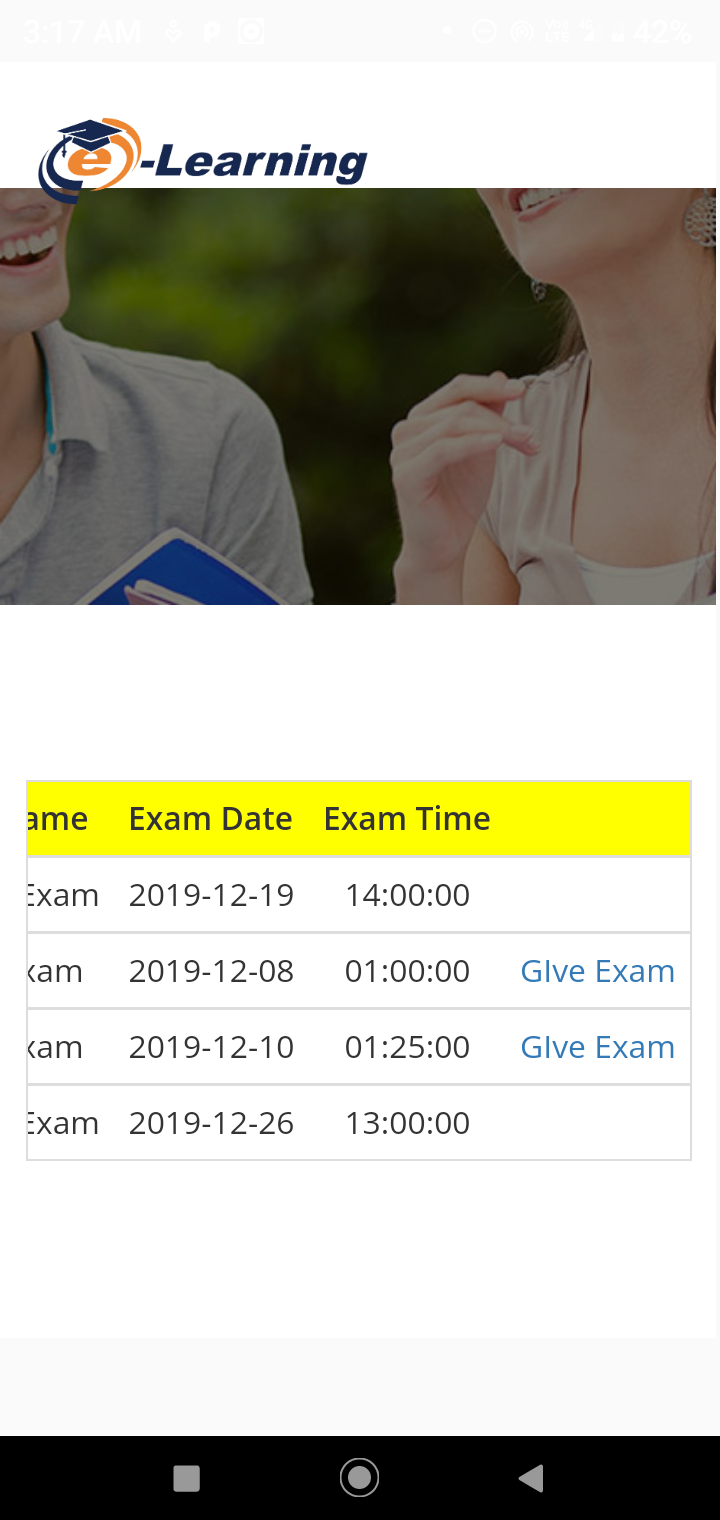 3:17 AM 42%
e-Learning
ame Exam Date Exam Time
Exam 2019-12-19 14:00:00
xam 2019-12-08 01:00:00 GIve Exam
xam 2019-12-10 01:25:00 GIve Exam
Exam 2019-12-26 13:00:00